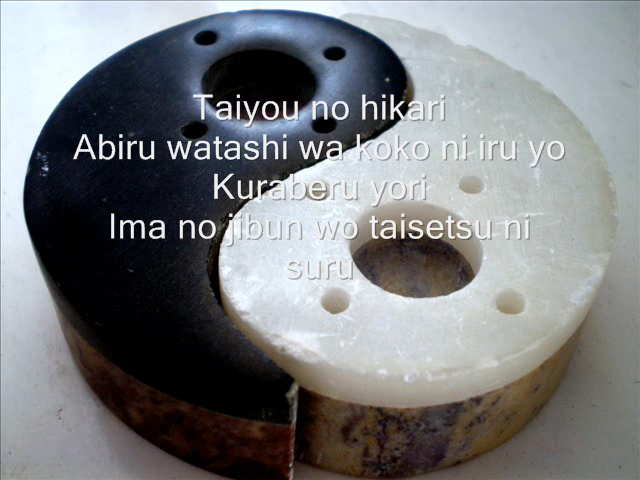 Taiyou no hikari
Abiru watashi wa koko ni iru yo
Kuraberu yori
Ima no jibun wo taisetsu ni
suru